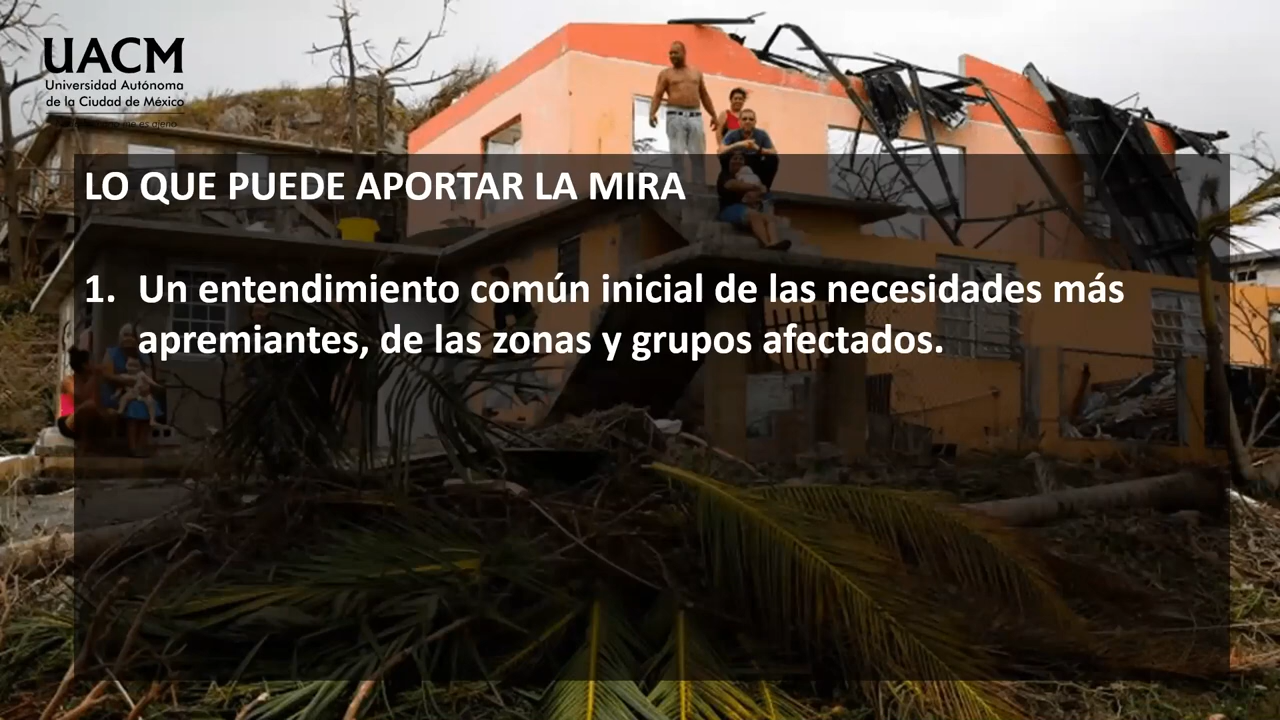 UACM
Universidad Autónoma
de la Ciudad de México
LO QUE PUEDE APORTAR LA MIRA
1. Un entendimiento común inicial de las necesidades más
apremiantes, de las zonas y grupos afectados.